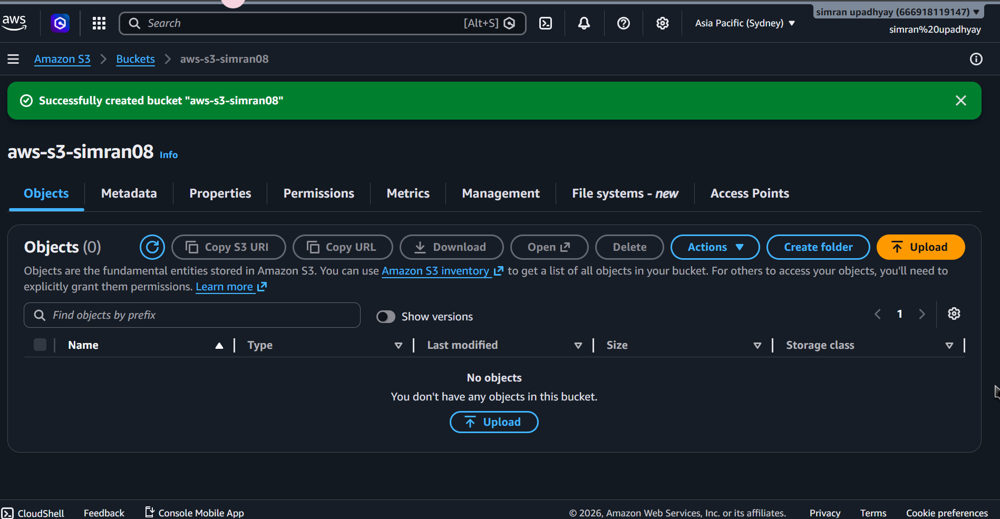 simran upadhyay (666918119147)
aws Search [Alt+S] Asia Pacific (Sydney)
simran%20upadhyay
Amazon S3 Buckets aws-s3-simran08
Successfully created bucket "aws-s3-simran08"
aws-s3-simran08 Info
Objects Metadata Properties Permissions Metrics Management File systems - new Access Points
Objects (0) Copy S3 URI Copy URL Download Open Delete Actions Create folder Upload
Objects are the fundamental entities stored in Amazon S3. You can use Amazon S3 inventory to get a list of all objects in your bucket. For others to access your objects, you'll need to
explicitly grant them permissions. Learn more
Find objects by prefix Show versions 1
Name Type Last modified Size Storage class
No objects
You don't have any objects in this bucket.
Upload
CloudShell Feedback Console Mobile App © 2026, Amazon Web Services, Inc. or its affiliates. Privacy Terms Cookie preferences